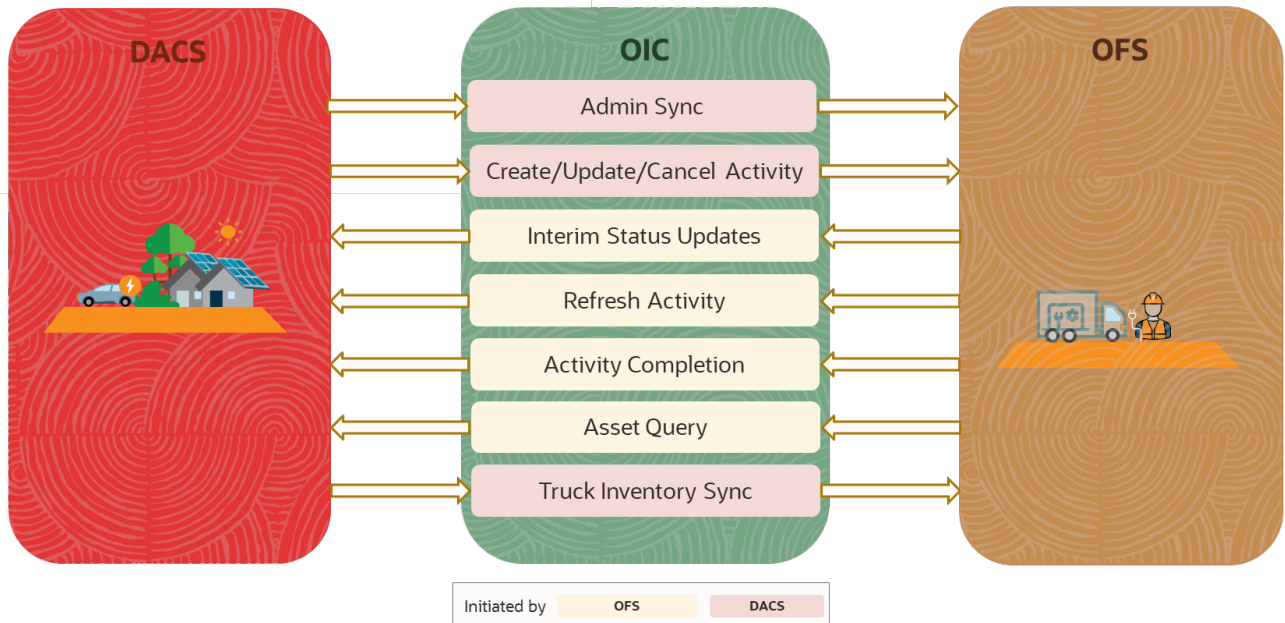 DACS
OIC
OFS
Admin Sync
Create/Update/Cancel Activity
Interim Status Updates
Refresh Activity
Activity Completion
Asset Query
Truck Inventory Sync
Initiated by OFS DACS